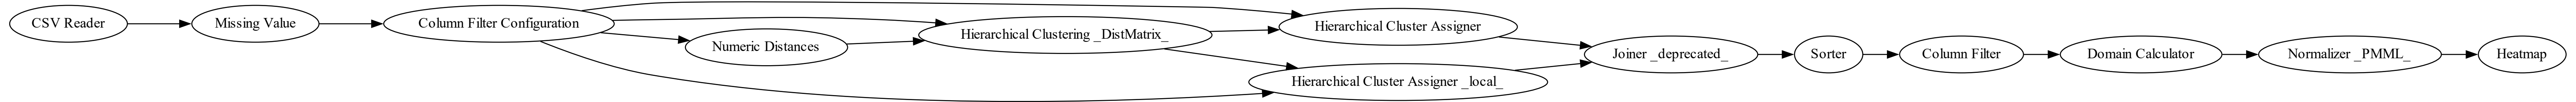 CSV Reader
Missing Value
Column Filter Configuration
Numeric Distances
Hierarchical Clustering _DistMatrix_
Hierarchical Cluster Assigner
Hierarchical Cluster Assigner _local_
Joiner _deprecated_
Sorter
Column Filter
Domain Calculator
Normalizer _PMML_
Heatmap